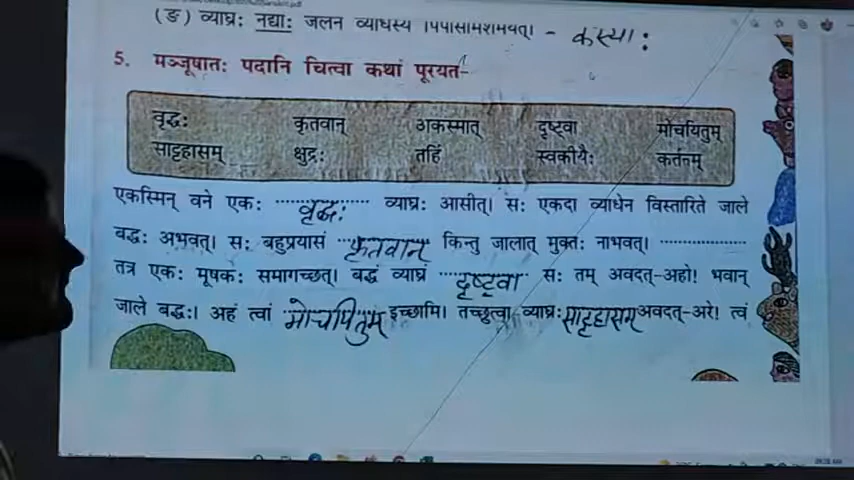 (ङ) व्याघ्रः नद्याः जलेन व्याधस्य पिपासामशमयत्। - कस्याः
5. मञ्जूषातः पदानि चित्वा कथां पूरयत-
वृद्धः कृतवान् अकस्मात् दृष्ट्वा मोचयितुम्
साट्टहासम् क्षुद्रः तर्हि स्वकीयैः कर्तनम्
एकस्मिन् वने एकः वृद्धः व्याघ्रः आसीत्। सः एकदा व्याधेन विस्तारिते जाले
बद्धः अभवत्। सः बहुप्रयासं कृतवान् किन्तु जालात् मुक्तः नाभवत्। ..................
तत्र एकः मूषकः समागच्छत्। बद्धं व्याघ्रं दृष्ट्वा सः तम् अवदत्-अहो! भवान्
जाले बद्धः। अहं त्वां मोचयितुम् इच्छामि। तच्छ्रुत्वा व्याघ्रः साट्टहासम् अवदत्-अरे! त्वं